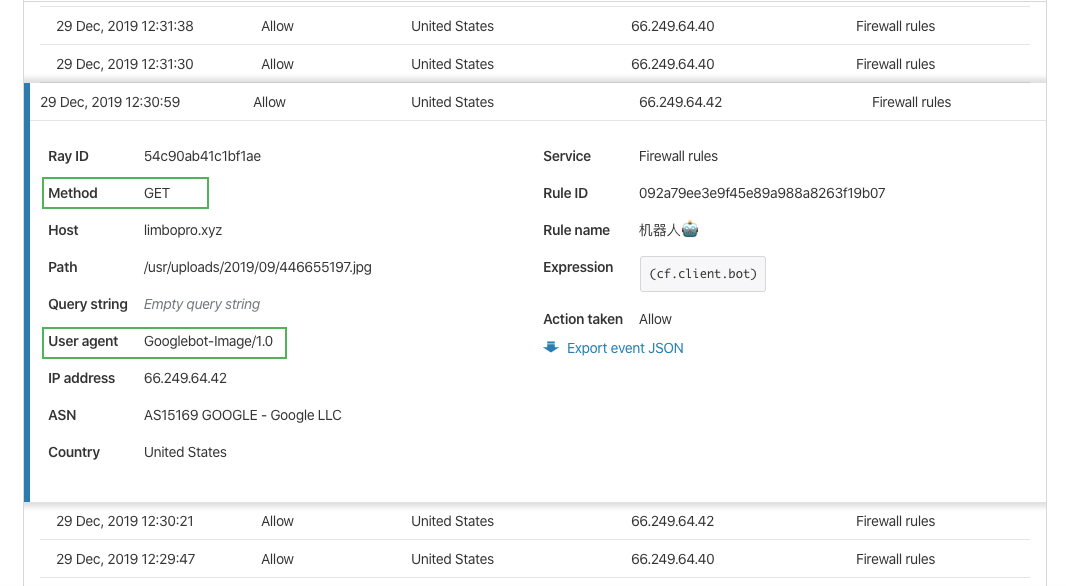 29 Dec, 2019 12:31:38 Allow United States 66.249.64.40 Firewall rules
29 Dec, 2019 12:31:30 Allow United States 66.249.64.40 Firewall rules
29 Dec, 2019 12:30:59 Allow United States 66.249.64.42 Firewall rules
Ray ID 54c90ab41c1bf1ae
Method GET
Host limbopro.xyz
Path /usr/uploads/2019/09/446655197.jpg
Query string Empty query string
User agent Googlebot-Image/1.0
IP address 66.249.64.42
ASN AS15169 GOOGLE - Google LLC
Country United States
Service Firewall rules
Rule ID 092a79ee3e9f45e89a988a8263f19b07
Rule name 机器人🤖
Expression (cf.client.bot)
Action taken Allow
Export event JSON
29 Dec, 2019 12:30:21 Allow United States 66.249.64.42 Firewall rules
29 Dec, 2019 12:29:47 Allow United States 66.249.64.40 Firewall rules